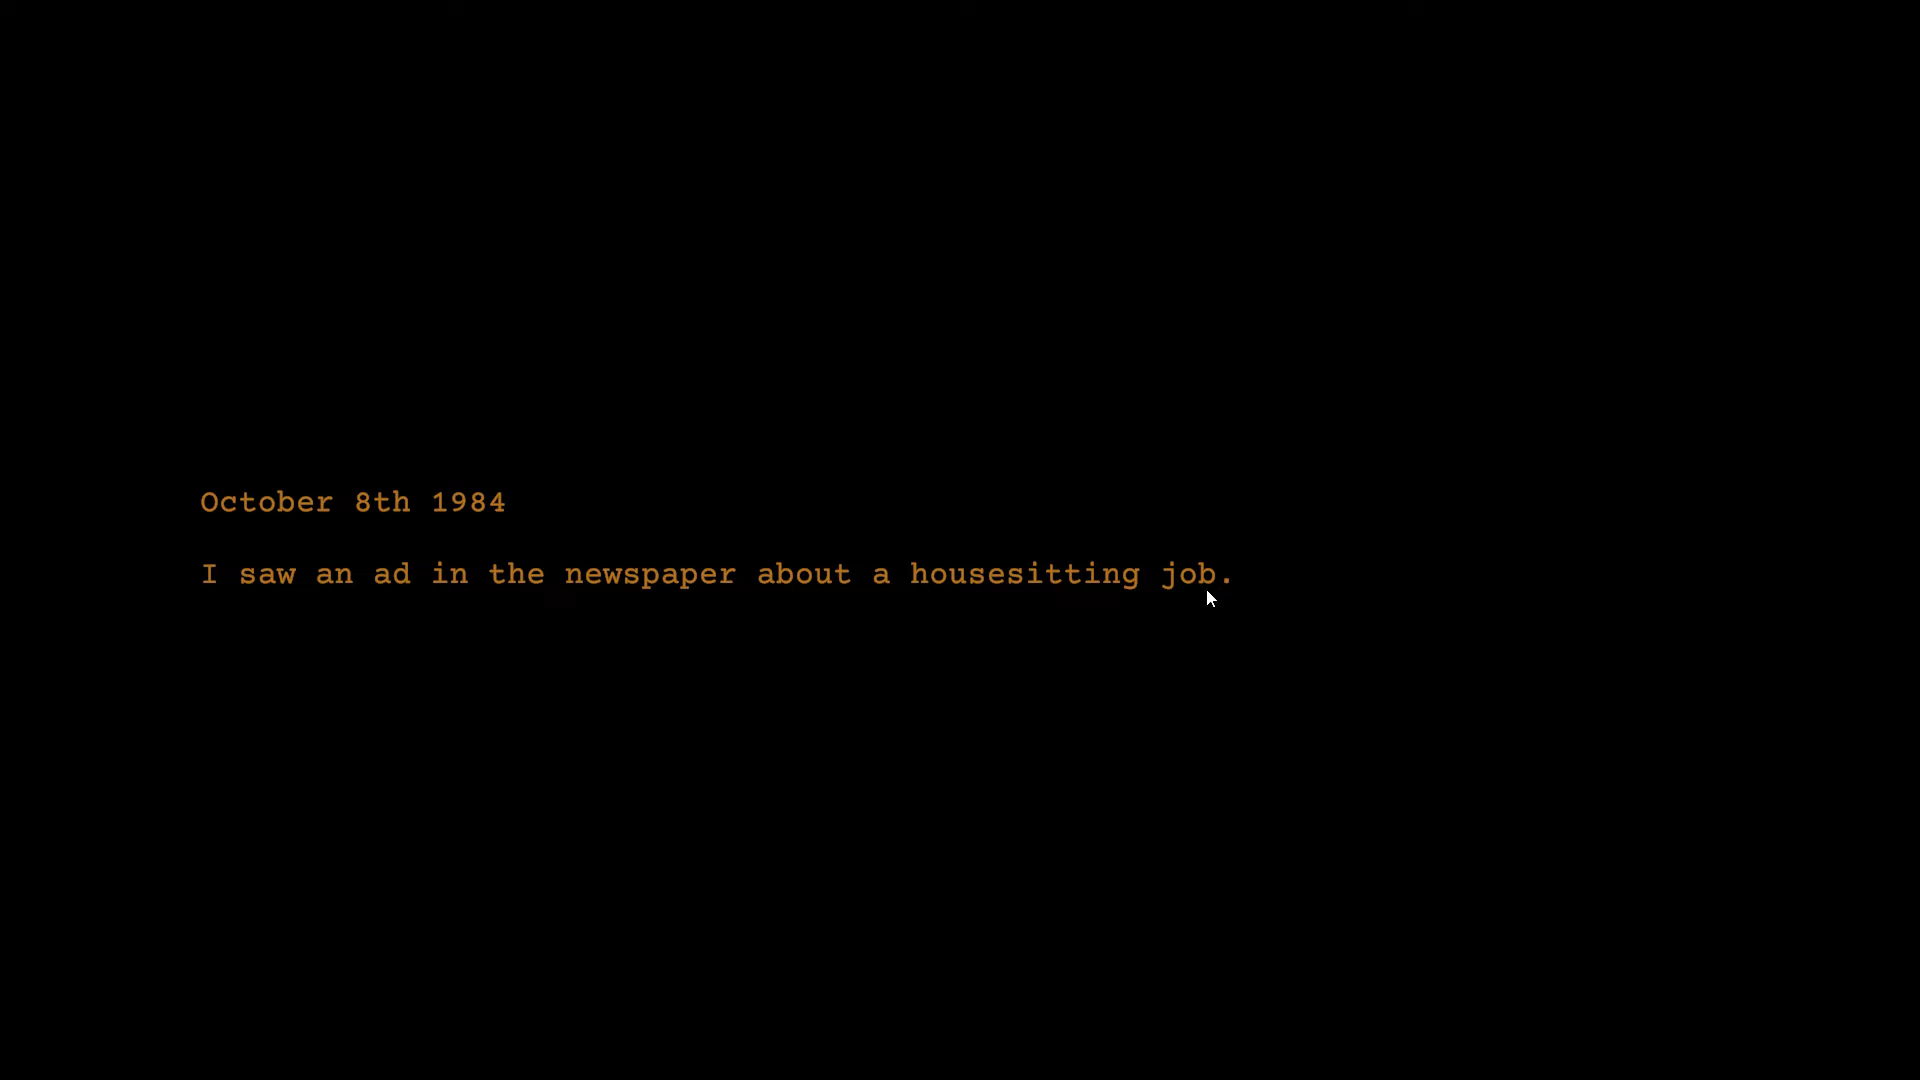 October 8th 1984
I saw an ad in the newspaper about a housesitting job.